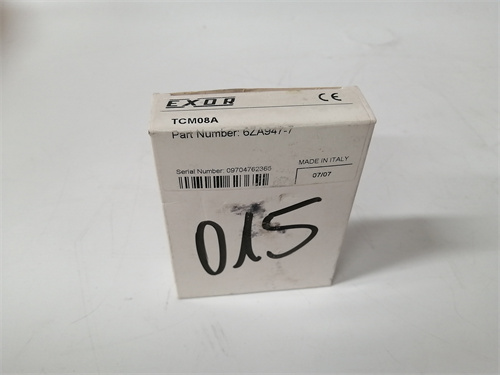 EXOR CE
TCM08A
Part Number: 6ZA947-7
Serial Number: 09704762365
MADE IN ITALY
07/07
015